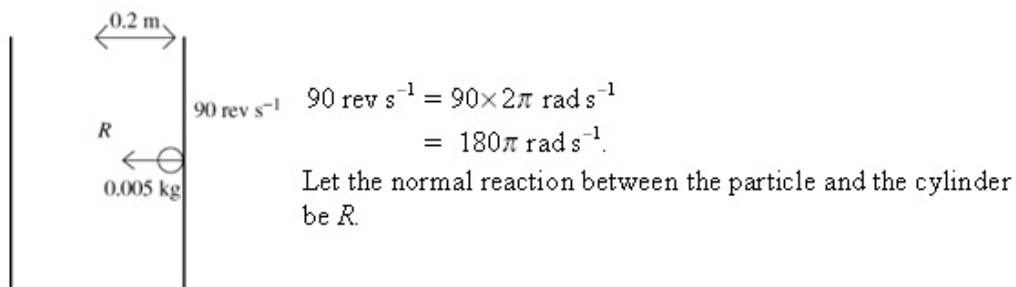 0.2 m
90 rev s⁻¹
R
0.005 kg
90 rev s⁻¹ = 90×2π rad s⁻¹
= 180π rad s⁻¹.
Let the normal reaction between the particle and the cylinder
be R.